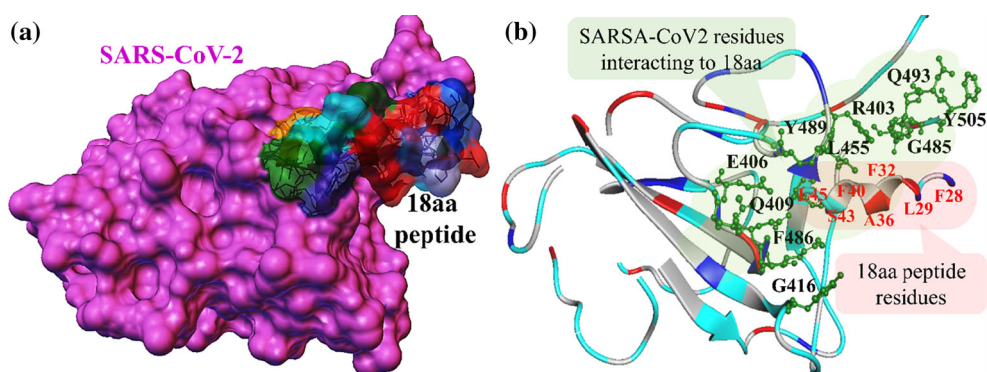 (a)
SARS-CoV-2
18aa
peptide
(b)
SARSA-CoV2 residues
interacting to 18aa
Q493
R403
Y505
Y489
L455
G485
E406
F32
F40
F28
Q409
S43
A36
L29
F486
G416
18aa peptide
residues